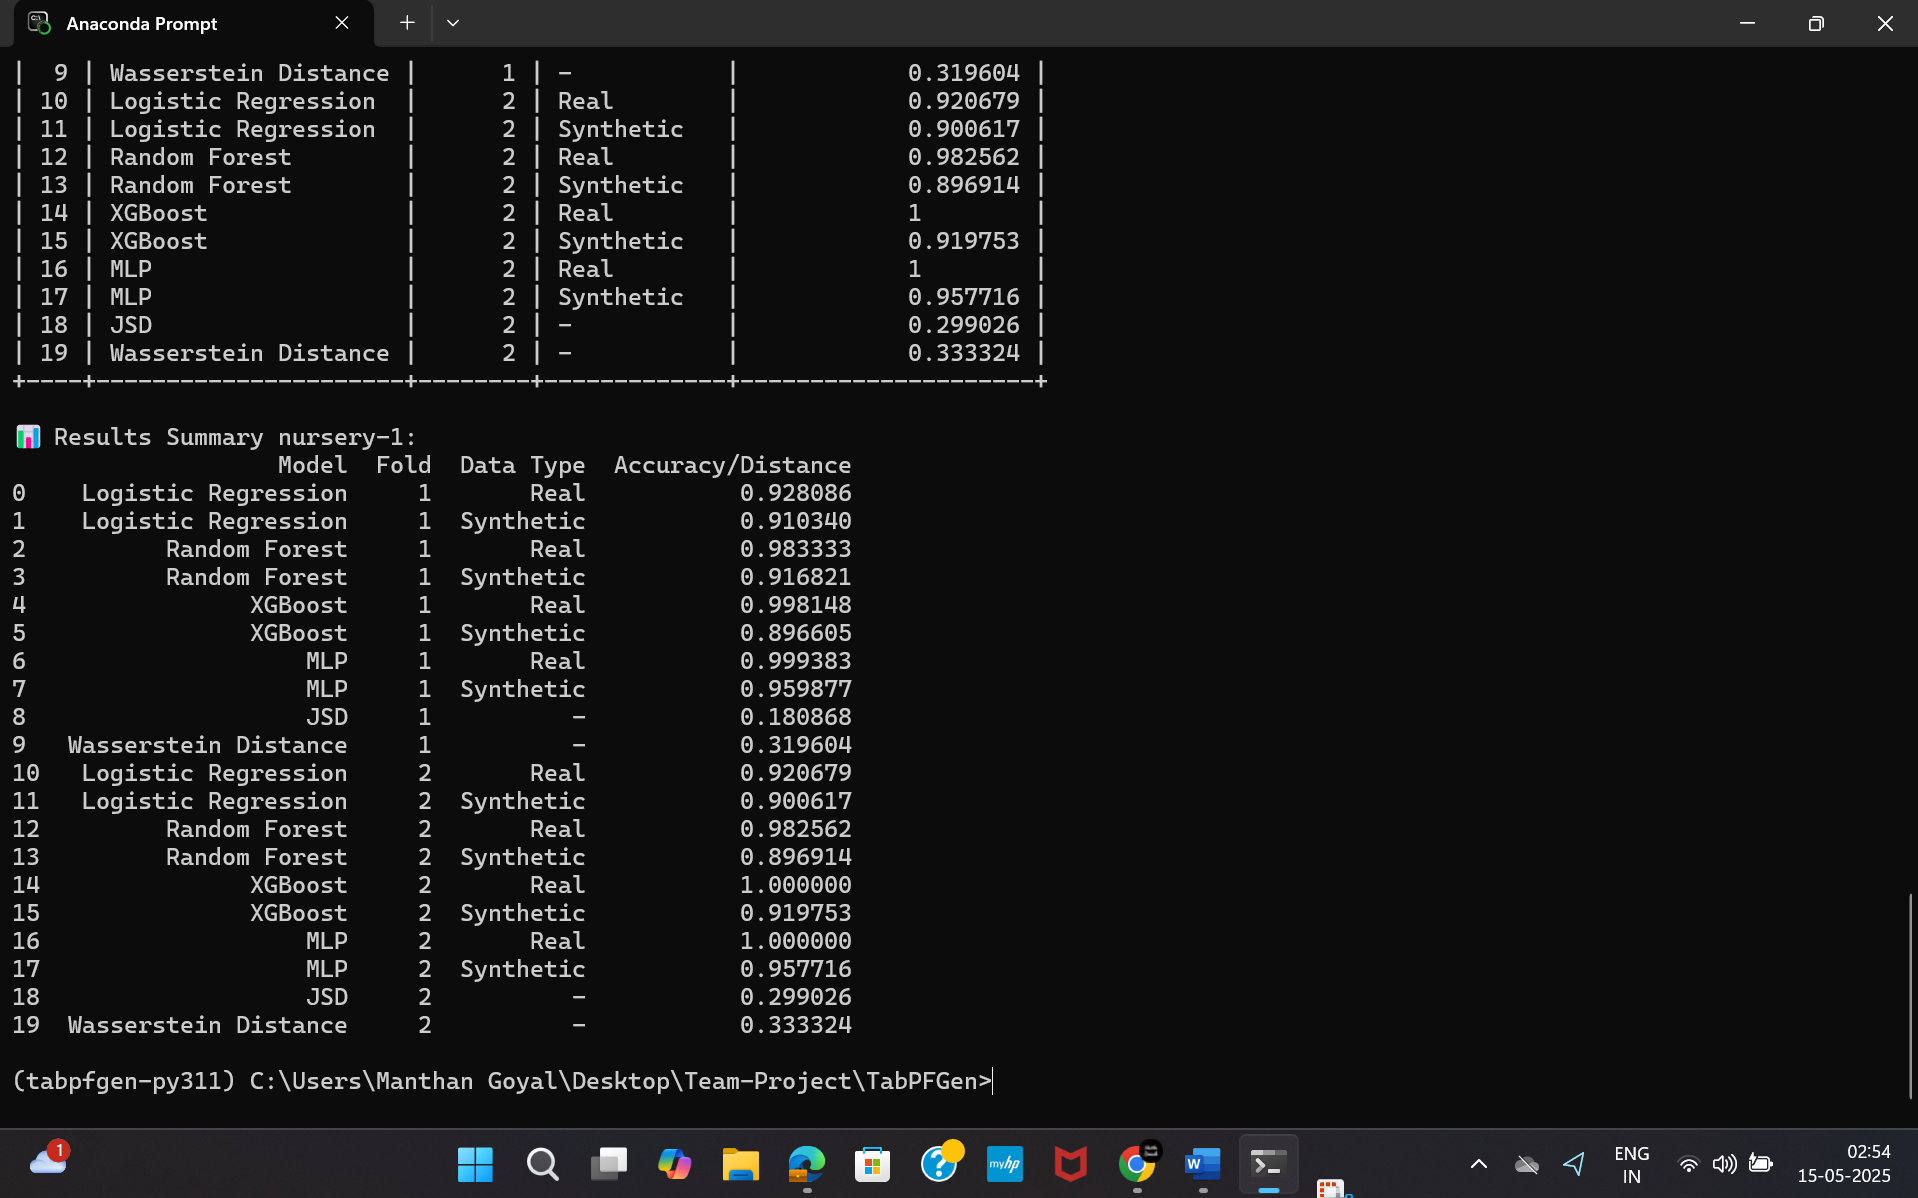 Anaconda Prompt
|  9 | Wasserstein Distance |      1 | -           |            0.319604 |
| 10 | Logistic Regression  |      2 | Real        |            0.920679 |
| 11 | Logistic Regression  |      2 | Synthetic   |            0.900617 |
| 12 | Random Forest        |      2 | Real        |            0.982562 |
| 13 | Random Forest        |      2 | Synthetic   |            0.896914 |
| 14 | XGBoost              |      2 | Real        |            1        |
| 15 | XGBoost              |      2 | Synthetic   |            0.919753 |
| 16 | MLP                  |      2 | Real        |            1        |
| 17 | MLP                  |      2 | Synthetic   |            0.957716 |
| 18 | JSD                  |      2 | -           |            0.299026 |
| 19 | Wasserstein Distance |      2 | -           |            0.333324 |
+----+----------------------+--------+-------------+---------------------+
Results Summary nursery-1:
Model  Fold  Data Type  Accuracy/Distance
0    Logistic Regression     1       Real           0.928086
1    Logistic Regression     1  Synthetic           0.910340
2          Random Forest     1       Real           0.983333
3          Random Forest     1  Synthetic           0.916821
4                XGBoost     1       Real           0.998148
5                XGBoost     1  Synthetic           0.896605
6                    MLP     1       Real           0.999383
7                    MLP     1  Synthetic           0.959877
8                    JSD     1          -           0.180868
9   Wasserstein Distance     1          -           0.319604
10   Logistic Regression     2       Real           0.920679
11   Logistic Regression     2  Synthetic           0.900617
12         Random Forest     2       Real           0.982562
13         Random Forest     2  Synthetic           0.896914
14               XGBoost     2       Real           1.000000
15               XGBoost     2  Synthetic           0.919753
16                   MLP     2       Real           1.000000
17                   MLP     2  Synthetic           0.957716
18                   JSD     2          -           0.299026
19  Wasserstein Distance     2          -           0.333324
(tabpfgen-py311) C:\Users\Manthan Goyal\Desktop\Team-Project\TabPFGen>
1
myhp
W
ENG
IN
02:54
15-05-2025